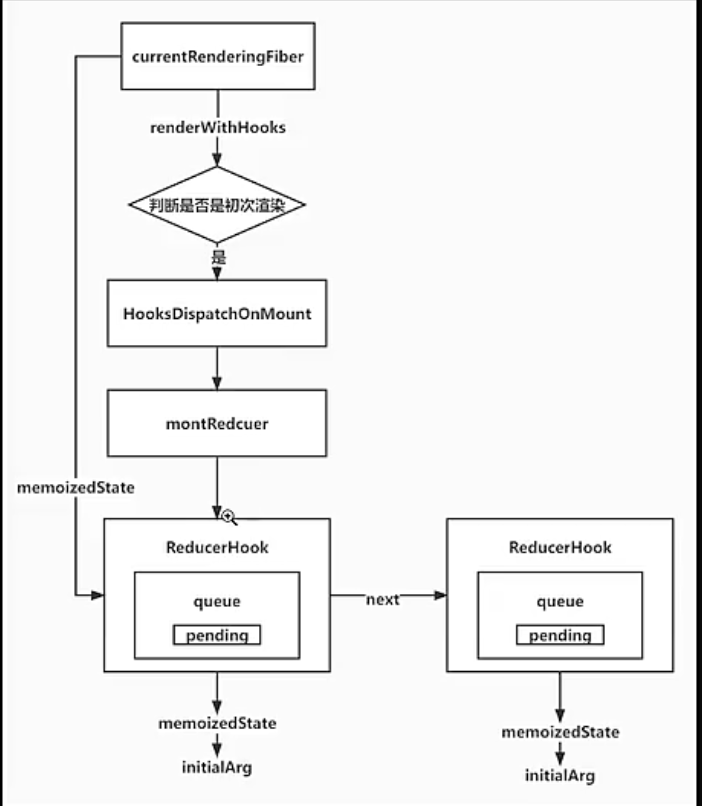 currentRenderingFiber
renderWithHooks
判断是否是初次渲染
是
HooksDispatchOnMount
montRedcuer
memoizedState
ReducerHook
queue
pending
next
ReducerHook
queue
pending
memoizedState
initialArg
memoizedState
initialArg